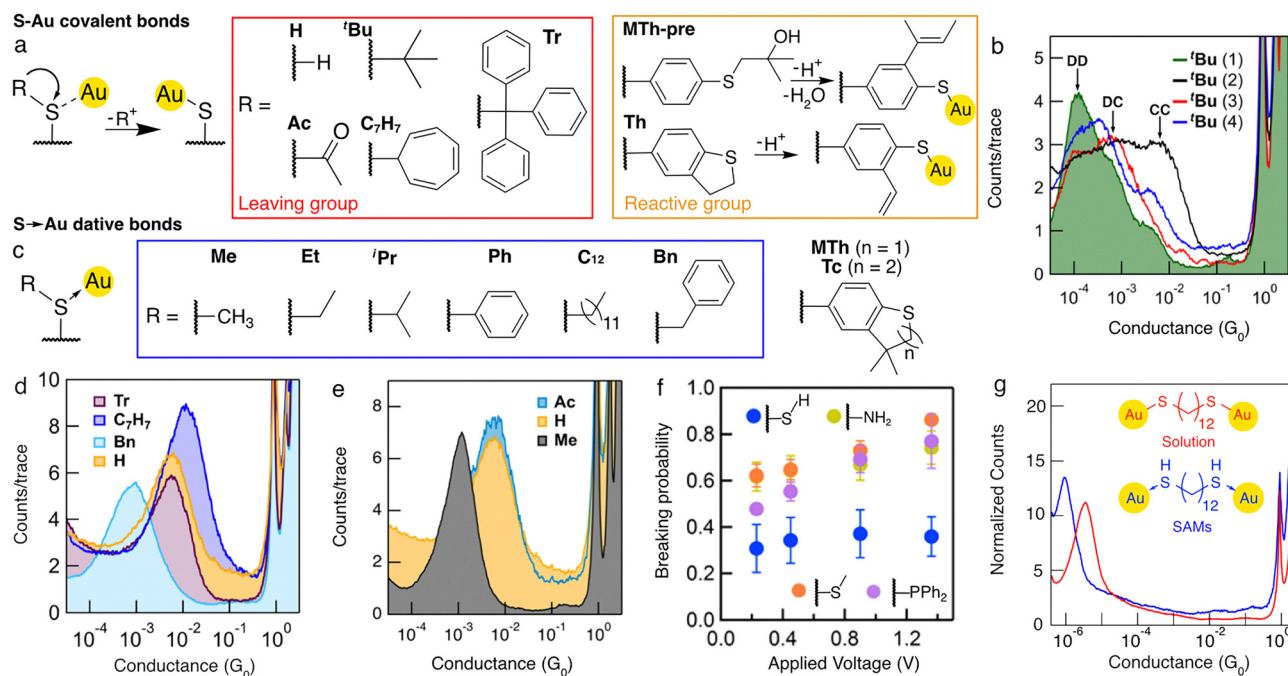 S-Au covalent bonds
a
R
S
Au
-R⁺
Au
S
R =
H
H
ᵗBu
Tr
Ac
O
C₇H₇
Leaving group
MTh-pre
OH
S
-H⁺
-H₂O
S
Au
Th
S
-H⁺
S
Au
Reactive group
b
DD
DC
CC
ᵗBu (1)
ᵗBu (2)
ᵗBu (3)
ᵗBu (4)
Counts/trace
5
4
3
2
1
0
10⁻⁴
10⁻³
10⁻²
10⁻¹
10⁰
Conductance (G₀)
S→Au dative bonds
c
R
S
Au
R =
Me
CH₃
Et
ⁱPr
Ph
C₁₂
11
Bn
MTh (n = 1)
Tc (n = 2)
S
n
d
Tr
C₇H₇
Bn
H
Counts/trace
10
8
6
4
2
0
10⁻⁴
10⁻³
10⁻²
10⁻¹
10⁰
Conductance (G₀)
e
Ac
H
Me
Counts/trace
8
6
4
2
0
10⁻⁴
10⁻³
10⁻²
10⁻¹
10⁰
Conductance (G₀)
f
S
H
NH₂
S
PPh₂
Breaking probability
1.0
0.8
0.6
0.4
0.2
0.0
0.0
0.4
0.8
1.2
Applied Voltage (V)
g
Au
S
12
S
Au
Solution
H
H
Au
S
12
S
Au
SAMs
Normalized Counts
20
15
10
5
0
10⁻⁶
10⁻⁴
10⁻²
10⁰
Conductance (G₀)